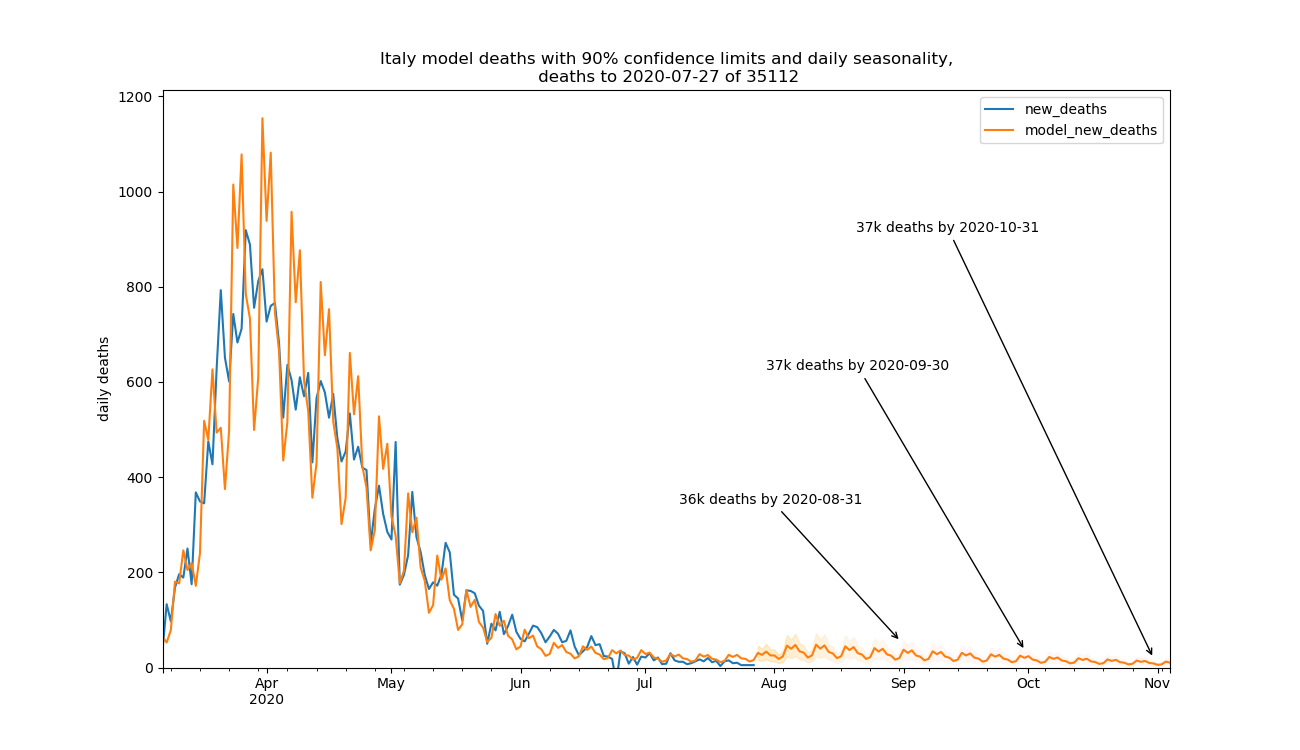 Italy model deaths with 90% confidence limits and daily seasonality,
deaths to 2020-07-27 of 35112
1200
new_deaths
model_new_deaths
1000
37k deaths by 2020-10-31
800
daily deaths
37k deaths by 2020-09-30
600
36k deaths by 2020-08-31
400
200
0
Apr May Jun Jul Aug Sep Oct Nov
2020